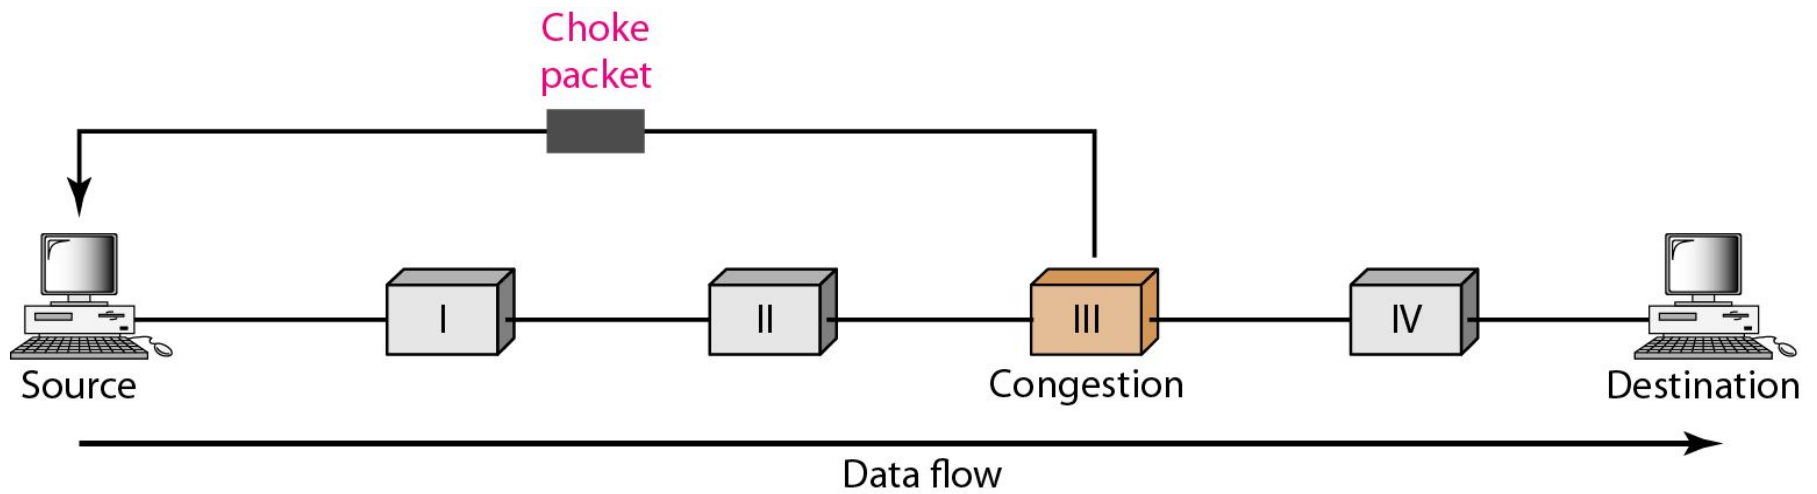 Choke
packet
I
II
III
IV
Source
Congestion
Destination
Data flow